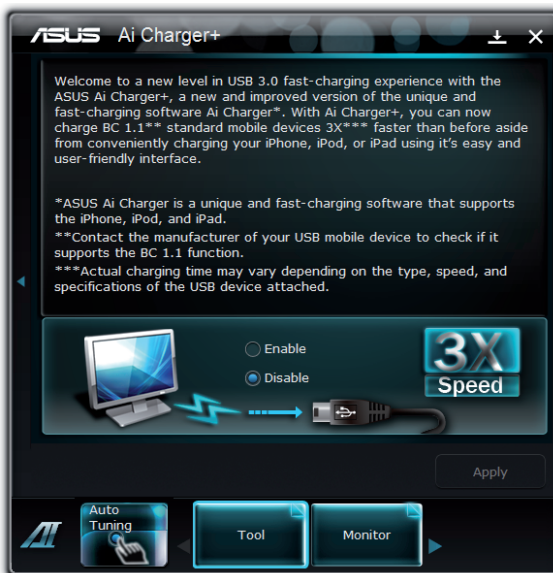 ASUS Ai Charger+
Welcome to a new level in USB 3.0 fast-charging experience with the
ASUS Ai Charger+, a new and improved version of the unique and
fast-charging software Ai Charger*. With Ai Charger+, you can now
charge BC 1.1** standard mobile devices 3X*** faster than before aside
from conveniently charging your iPhone, iPod, or iPad using it's easy and
user-friendly interface.
*ASUS Ai Charger is a unique and fast-charging software that supports
the iPhone, iPod, and iPad.
**Contact the manufacturer of your USB mobile device to check if it
supports the BC 1.1 function.
***Actual charging time may vary depending on the type, speed, and
specifications of the USB device attached.
Enable
Disable
3X
Speed
Apply
AI
Auto
Tuning
Tool
Monitor